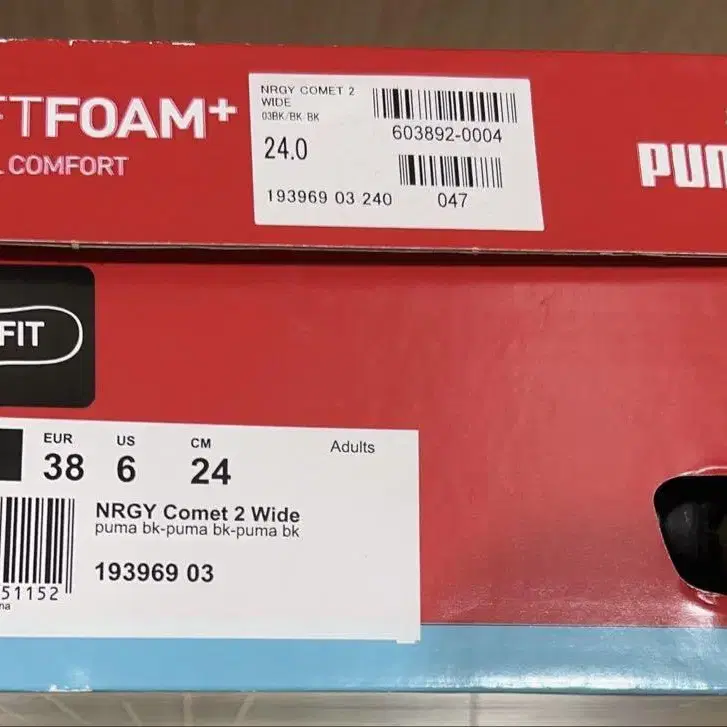 FTFOAM+
L COMFORT
NRGY COMET 2
WIDE
03BK/BK BK
24.0
603892-0004
193969 03 240
047
PUM
FIT
EUR US CM
38 6 24
Adults
NRGY Comet 2 Wide
puma bk-puma bk-puma bk
193969 03
51152
na